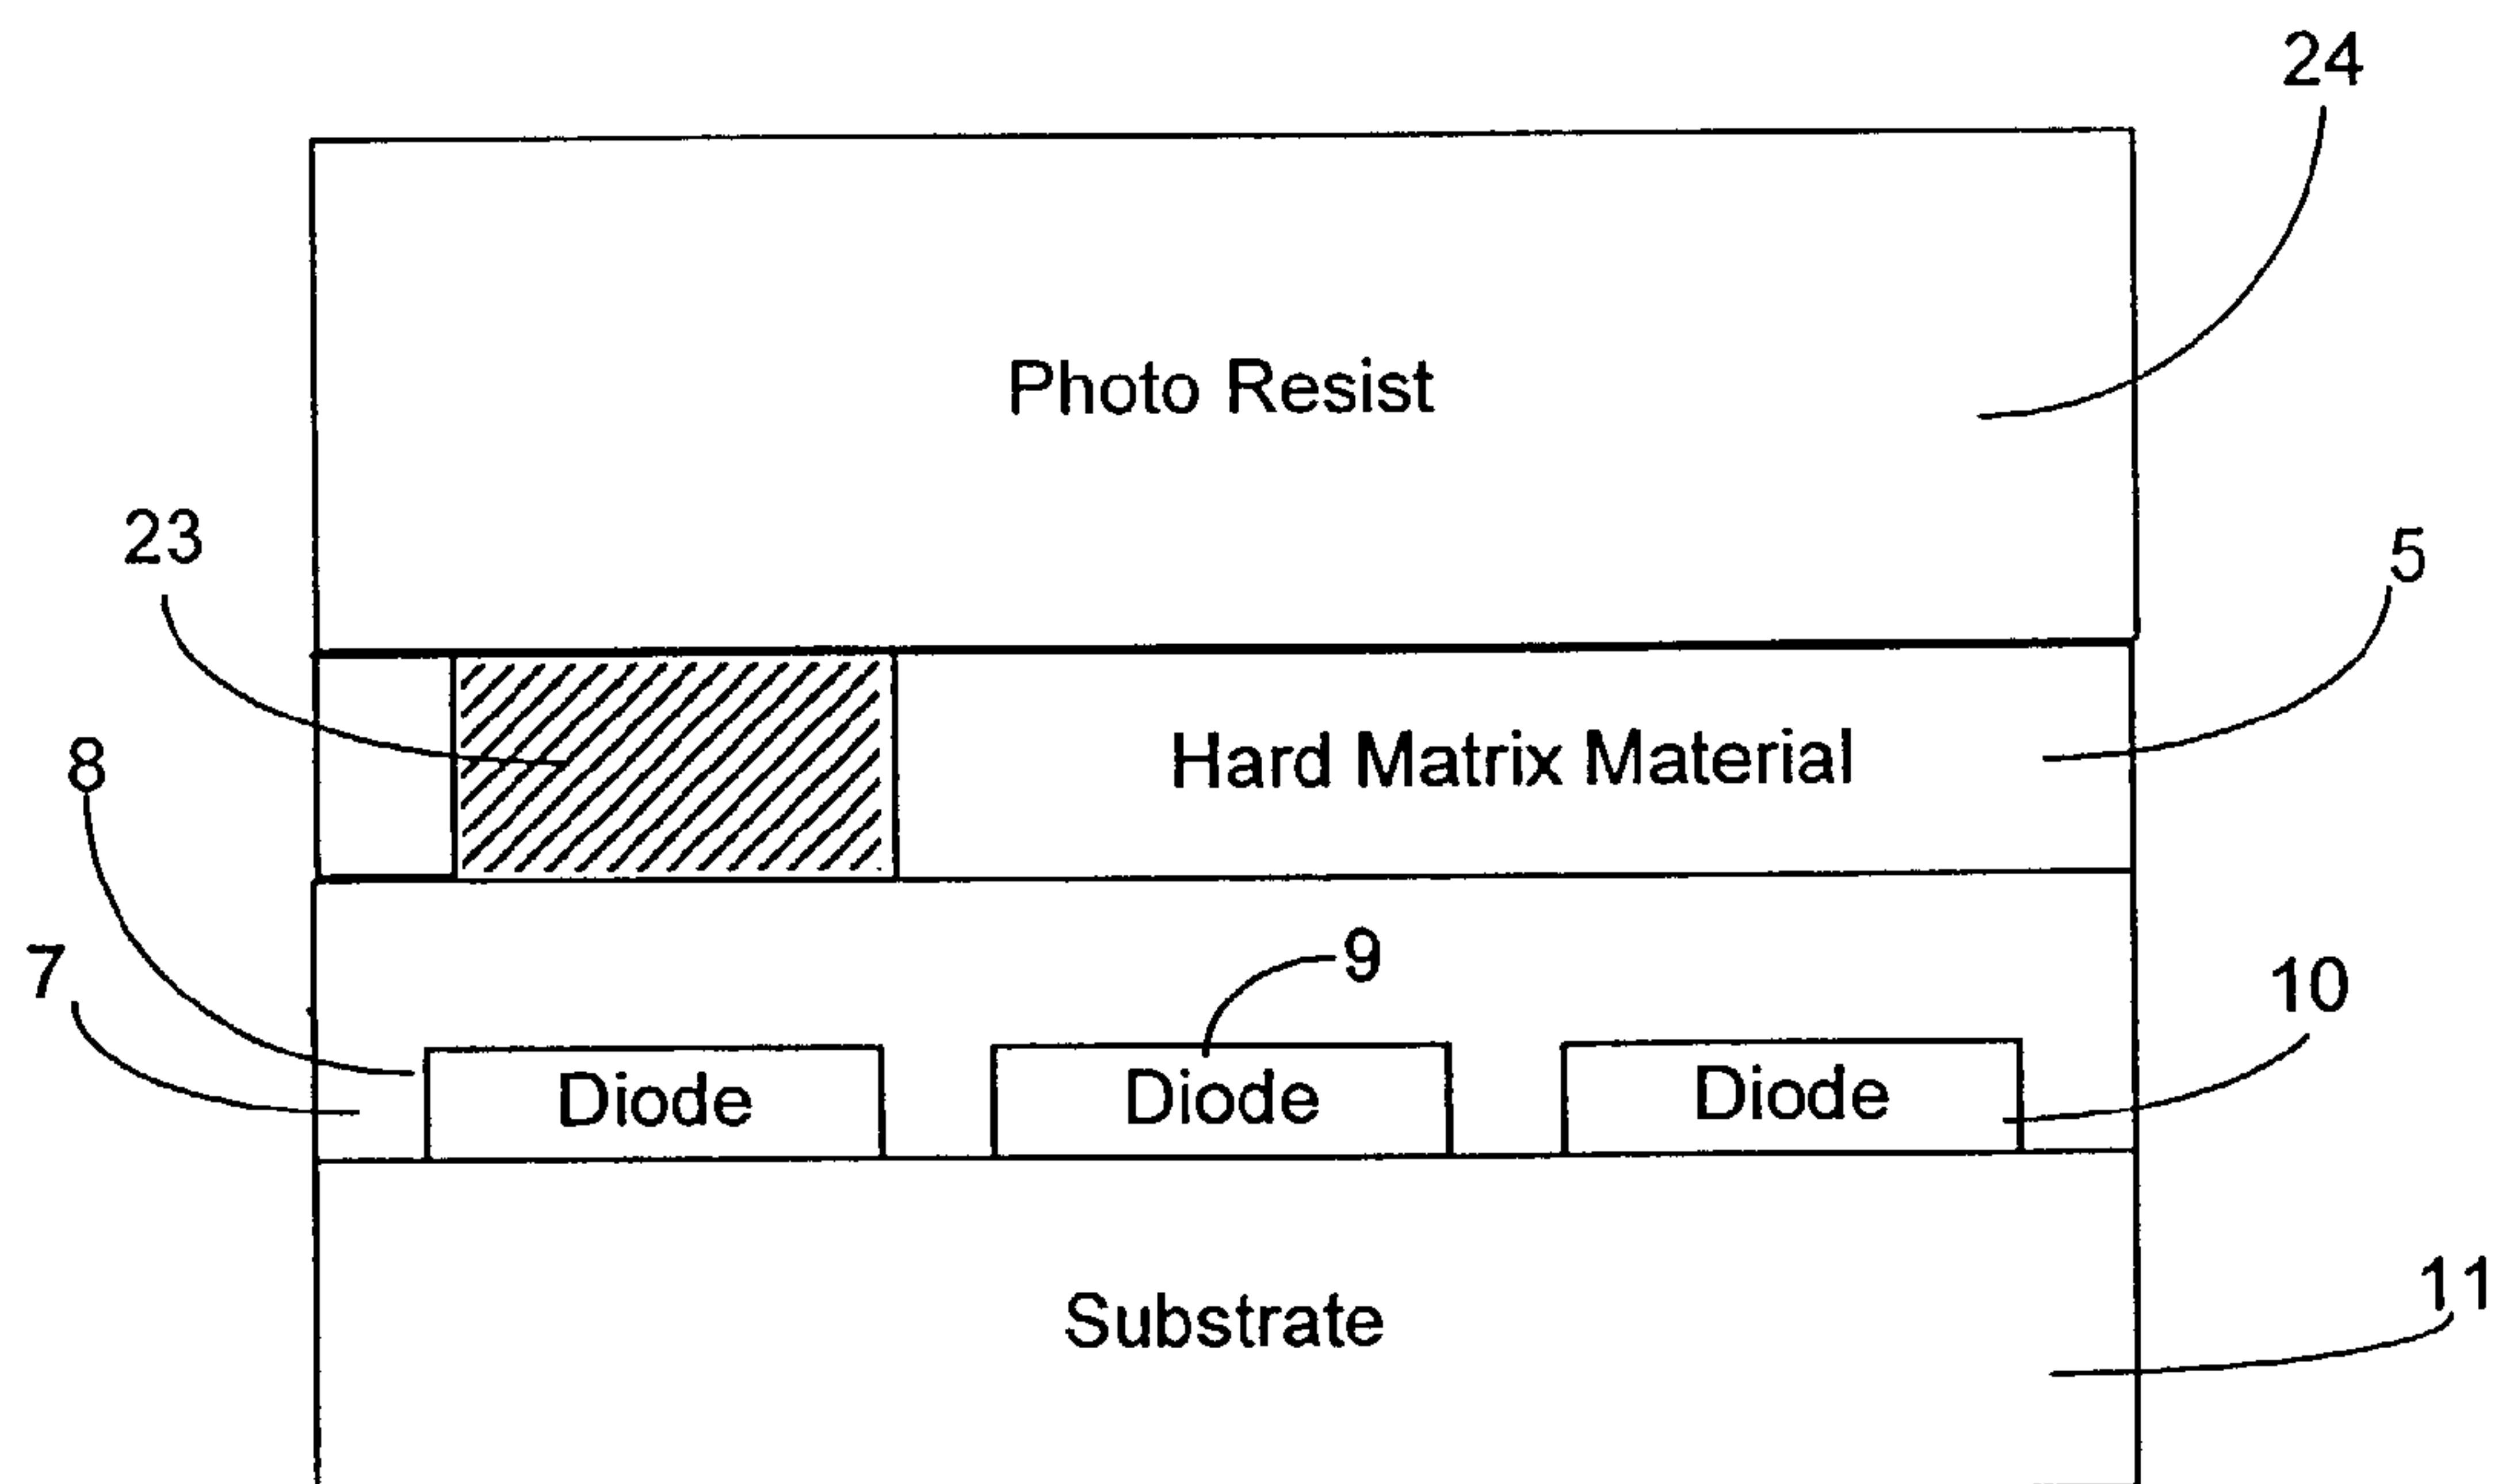 24
Photo Resist
23
5
Hard Matrix Material
8
9
7
10
Diode
Diode
Diode
11
Substrate